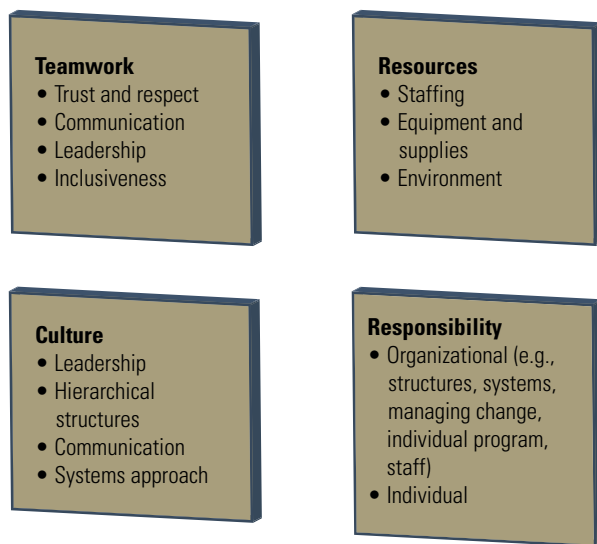 Teamwork
• Trust and respect
• Communication
• Leadership
• Inclusiveness
Resources
• Staffing
• Equipment and
supplies
• Environment
Culture
• Leadership
• Hierarchical
structures
• Communication
• Systems approach
Responsibility
• Organizational (e.g.,
structures, systems,
managing change,
individual program,
staff)
• Individual